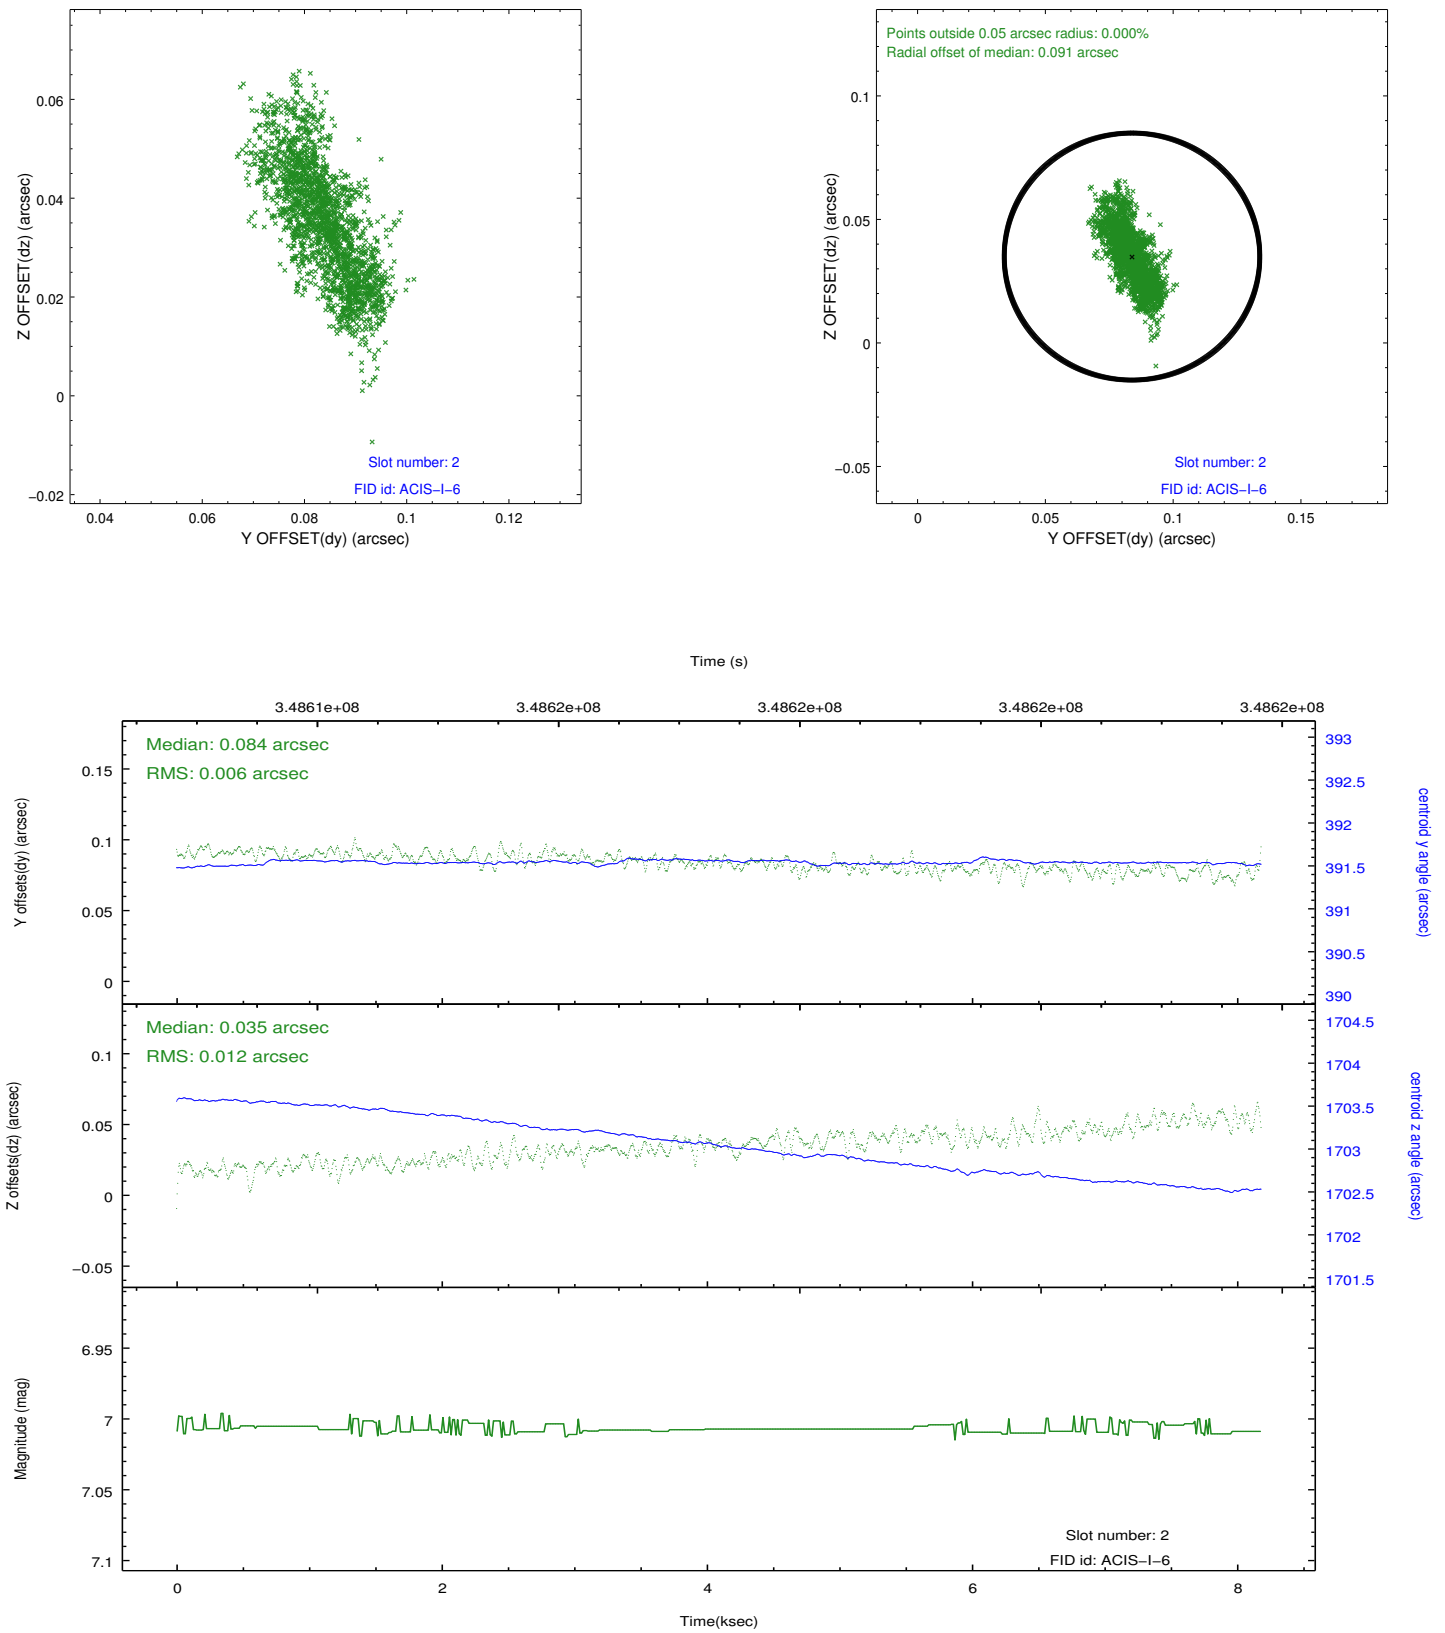 0.06
0.04
0.02
0
−0.02
Z OFFSET(dz) (arcsec)
Slot number: 2
FID id: ACIS−I−6
0.04 0.06 0.08 0.1 0.12
Y OFFSET(dy) (arcsec)
Points outside 0.05 arcsec radius: 0.000%
Radial offset of median: 0.091 arcsec
0.1
0.05
0
−0.05
Z OFFSET(dz) (arcsec)
Slot number: 2
FID id: ACIS−I−6
0 0.05 0.1 0.15
Y OFFSET(dy) (arcsec)
Time (s)
3.4861e+08 3.4862e+08 3.4862e+08 3.4862e+08 3.4862e+08
Median: 0.084 arcsec
RMS: 0.006 arcsec
0.15
0.1
0.05
0
Y offsets(dy) (arcsec)
393
392.5
392
391.5
391
390.5
390
centroid y angle (arcsec)
Median: 0.035 arcsec
RMS: 0.012 arcsec
0.1
0.05
0
−0.05
Z offsets(dz) (arcsec)
1704.5
1704
1703.5
1703
1702.5
1702
1701.5
centroid z angle (arcsec)
6.95
7
7.05
7.1
Magnitude (mag)
Slot number: 2
FID id: ACIS−I−6
0 2 4 6 8
Time(ksec)